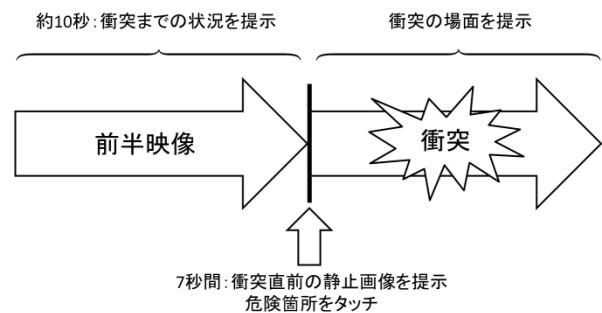 約10秒:衝突までの状況を提示
衝突の場面を提示
前半映像
衝突
7秒間:衝突直前の静止画像を提示
危険箇所をタッチ